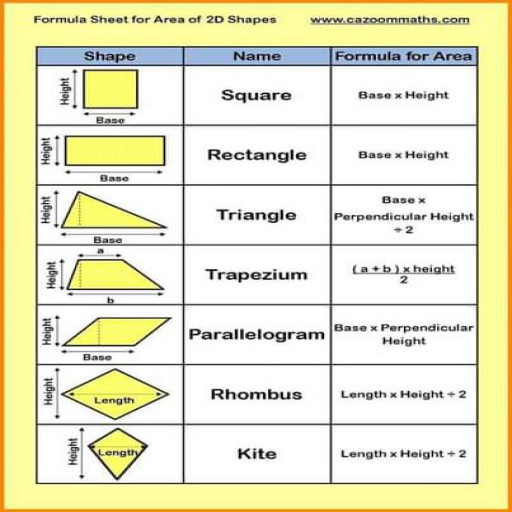 Formula Sheet for Area of 2D Shapes www.cazoommaths.com
Shape Name Formula for Area
Height
Base
Square
Base x Height
Height
Base
Rectangle
Base x Height
Height
Base
Triangle
Base x
Perpendicular Height
÷ 2
a
Height
b
Trapezium
( a + b ) x height
2
Height
Base
Parallelogram
Base x Perpendicular
Height
Height
Length
Rhombus
Length x Height ÷ 2
Height
Length
Kite
Length x Height ÷ 2